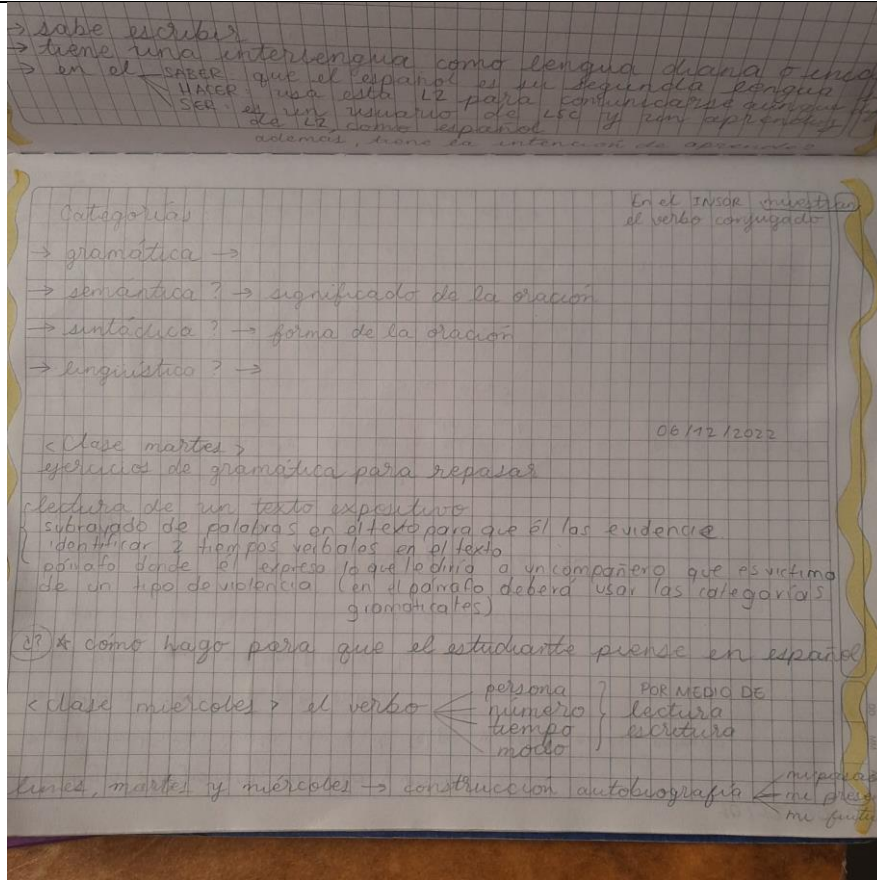 → sabe escribir
→ tiene una interlengua como lengua diana o
→ en el SABER: que el español es su segunda lengua
HACER: usa esta L2 para comunicarse aunque
SER: es un usuario de LSC y un aprendiz
de L2, como español
además, tiene la intención de aprender
En el INSOR muestran
el verbo conjugado
Categorías
→ gramática →
→ semántica? → significado de la oración
→ sintáctica? → forma de la oración
→ lingüístico? →
06/12/2022
<Clase martes>
ejercicios de gramática para repasar
lectura de un texto expositivo
subrayado de palabras en el texto para que él las evidencie
identificar 2 tiempos verbales en el texto
párrafo donde él expresa lo que le diría a un compañero que es victima
de un tipo de violencia (en el párrafo deberá usar las categorías
gramaticales)
¿? * cómo hago para que el estudiante piense en español
<clase miércoles> el verbo
persona
número
tiempo
modo
POR MEDIO DE
lectura
escritura
lunes, martes y miércoles → construcción autobiografía
mi pasad
mi prese
mi futu